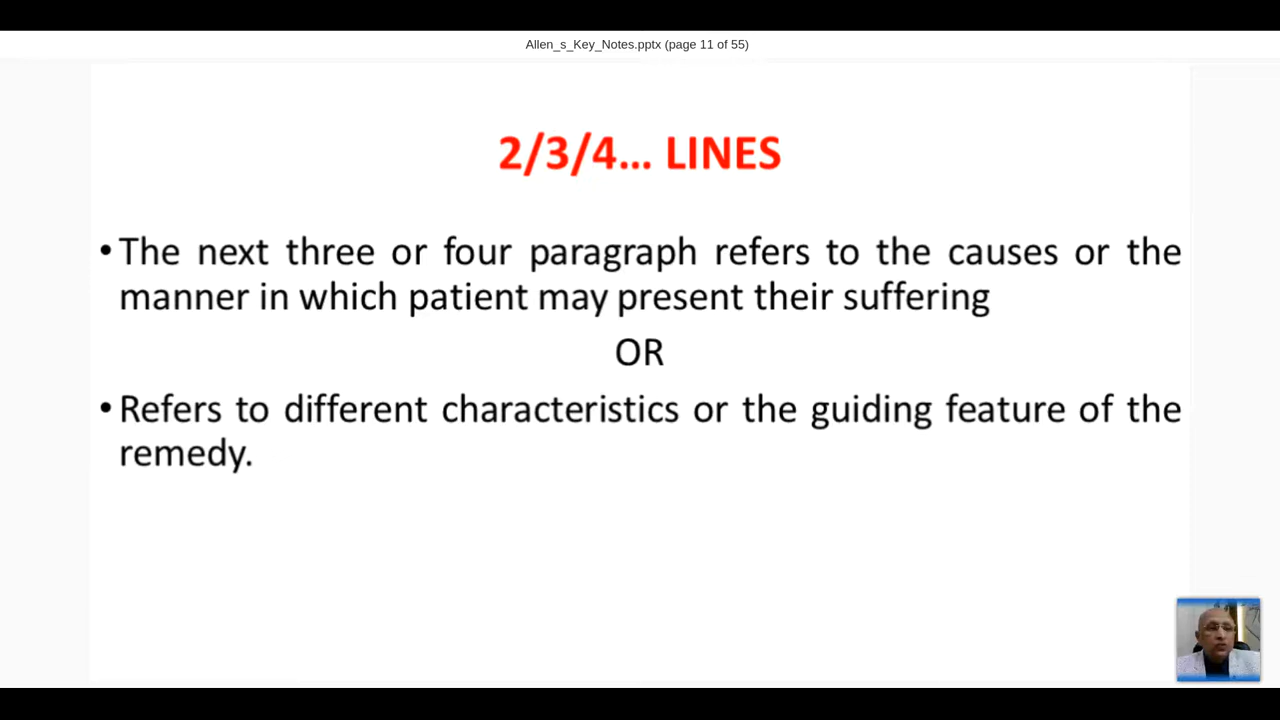 Allen_s_Key_Notes.pptx (page 11 of 55)
2/3/4... LINES
• The next three or four paragraph refers to the causes or the
manner in which patient may present their suffering
OR
• Refers to different characteristics or the guiding feature of the
remedy.